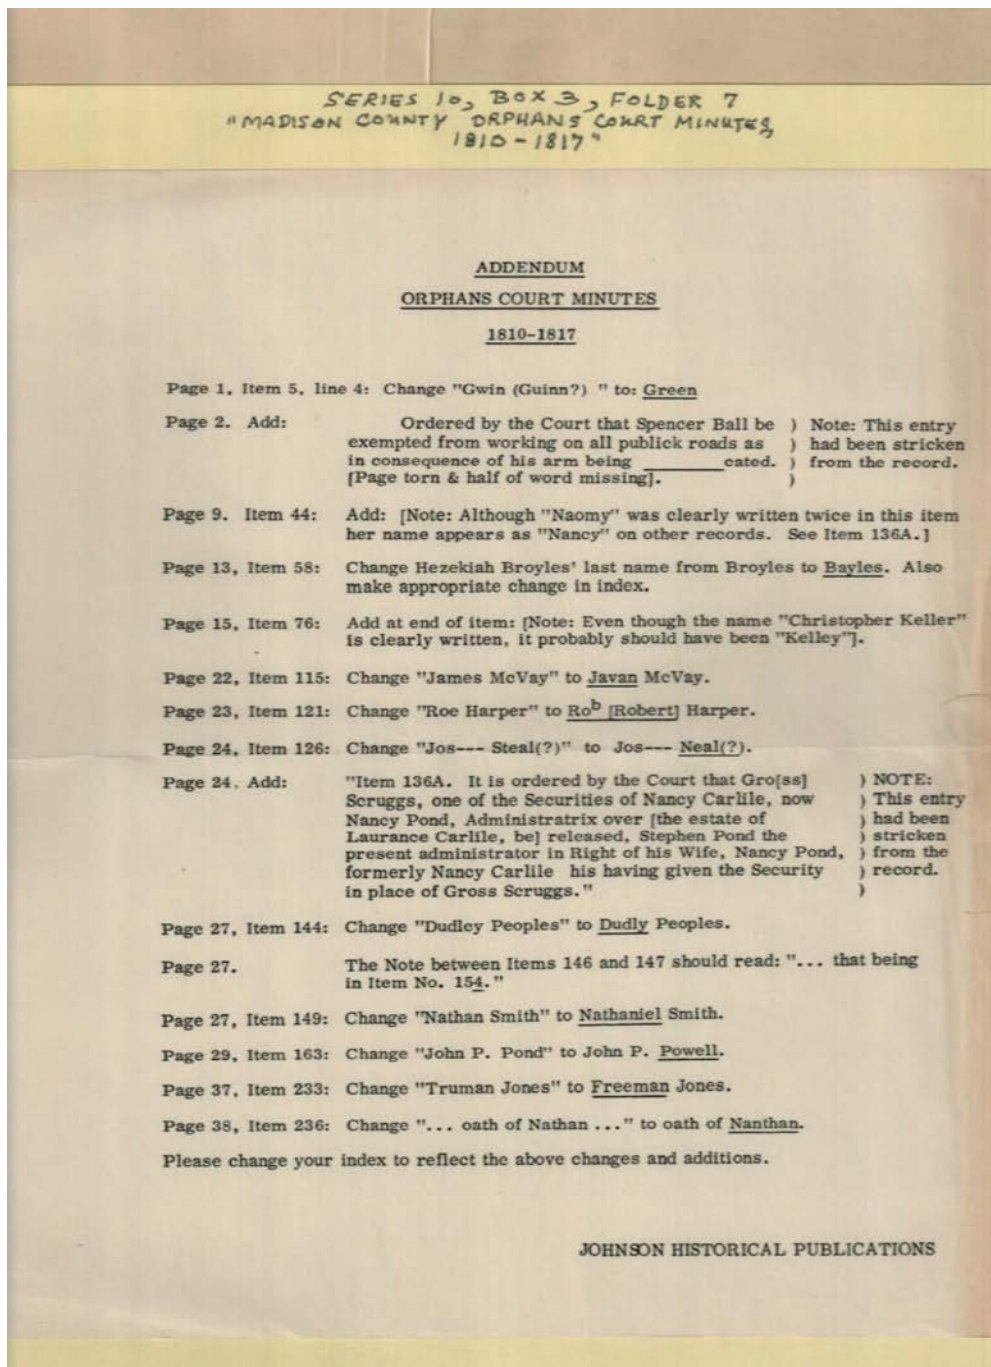 SERIES 10, BOX 3, FOLDER 7
"MADISON COUNTY ORPHANS COURT MINUTES,
1810-1817"
ADDENDUM
ORPHANS COURT MINUTES
1810-1817
Page 1, Item 5, line 4: Change "Gwin (Guinn?) " to: Green
Page 2. Add: Ordered by the Court that Spencer Ball be ) Note: This entry
exempted from working on all publick roads as ) had been stricken
in consequence of his arm being ________cated. ) from the record.
[Page torn & half of word missing]. )
Page 9. Item 44: Add: [Note: Although "Naomy" was clearly written twice in this item
her name appears as "Nancy" on other records. See Item 136A.]
Page 13, Item 58: Change Hezekiah Broyles' last name from Broyles to Bayles. Also
make appropriate change in index.
Page 15, Item 76: Add at end of item: [Note: Even though the name "Christopher Keller"
is clearly written, it probably should have been "Kelley"].
Page 22, Item 115: Change "James McVay" to Javan McVay.
Page 23, Item 121: Change "Roe Harper" to Rob [Robert] Harper.
Page 24, Item 126: Change "Jos--- Steal(?)" to Jos--- Neal(?).
Page 24. Add: "Item 136A. It is ordered by the Court that Gro[ss] ) NOTE:
Scruggs, one of the Securities of Nancy Carlile, now ) This entry
Nancy Pond, Administratrix over [the estate of ) had been
Laurance Carlile, be] released, Stephen Pond the ) stricken
present administrator in Right of his Wife, Nancy Pond, ) from the
formerly Nancy Carlile his having given the Security ) record.
in place of Gross Scruggs." )
Page 27, Item 144: Change "Dudley Peoples" to Dudly Peoples.
Page 27. The Note between Items 146 and 147 should read: "... that being
in Item No. 154."
Page 27, Item 149: Change "Nathan Smith" to Nathaniel Smith.
Page 29, Item 163: Change "John P. Pond" to John P. Powell.
Page 37, Item 233: Change "Truman Jones" to Freeman Jones.
Page 38, Item 236: Change "... oath of Nathan ..." to oath of Nanthan.
Please change your index to reflect the above changes and additions.
JOHNSON HISTORICAL PUBLICATIONS